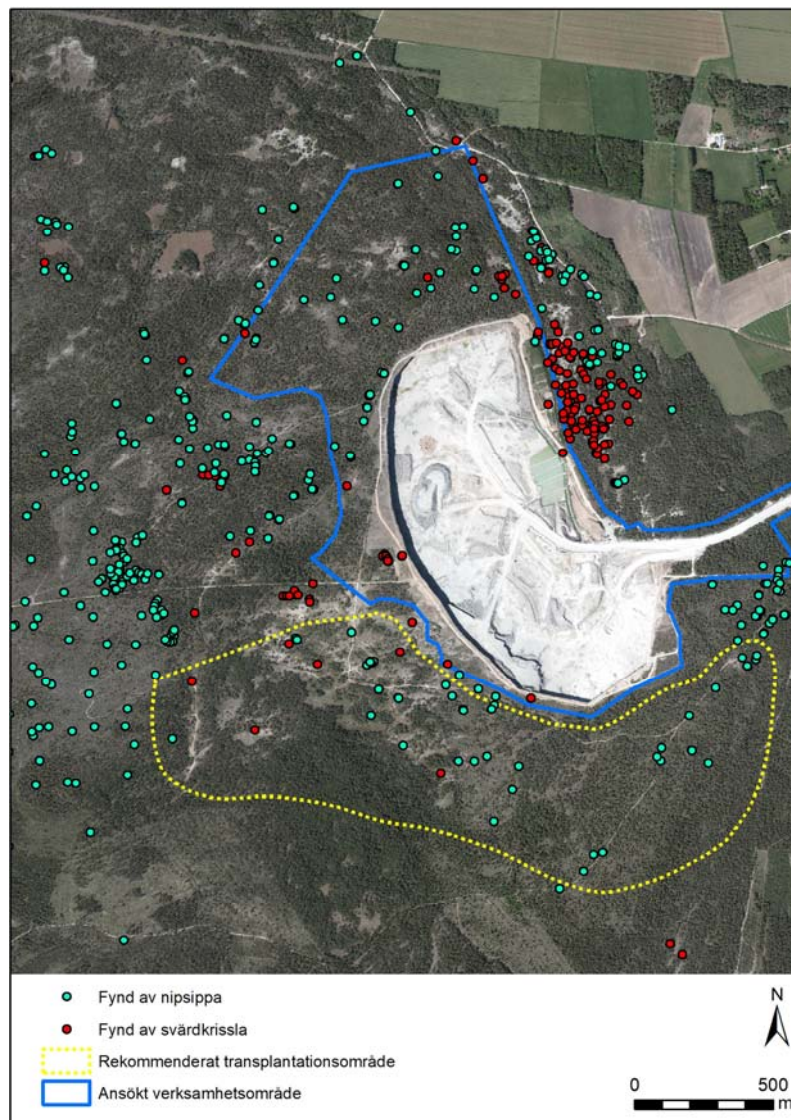 Fynd av nipsippa
Fynd av svärdkrissla
Rekommenderat transplantationsområde
Ansökt verksamhetsområde
N
0 500
m